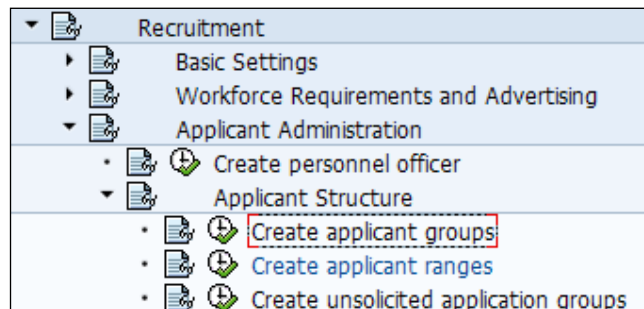 Recruitment
Basic Settings
Workforce Requirements and Advertising
Applicant Administration
Create personnel officer
Applicant Structure
Create applicant groups
Create applicant ranges
Create unsolicited application groups